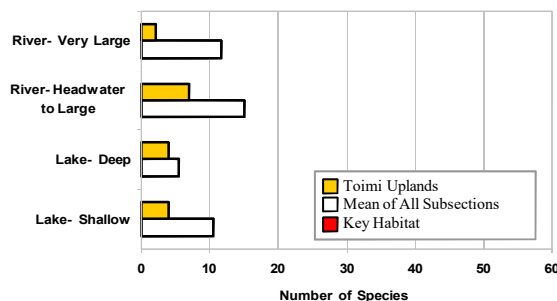 River- Very Large
River- Headwater
to Large
Lake- Deep
Lake- Shallow
Toimi Uplands
Mean of All Subsections
Key Habitat
0 10 20 30 40 50 60
Number of Species